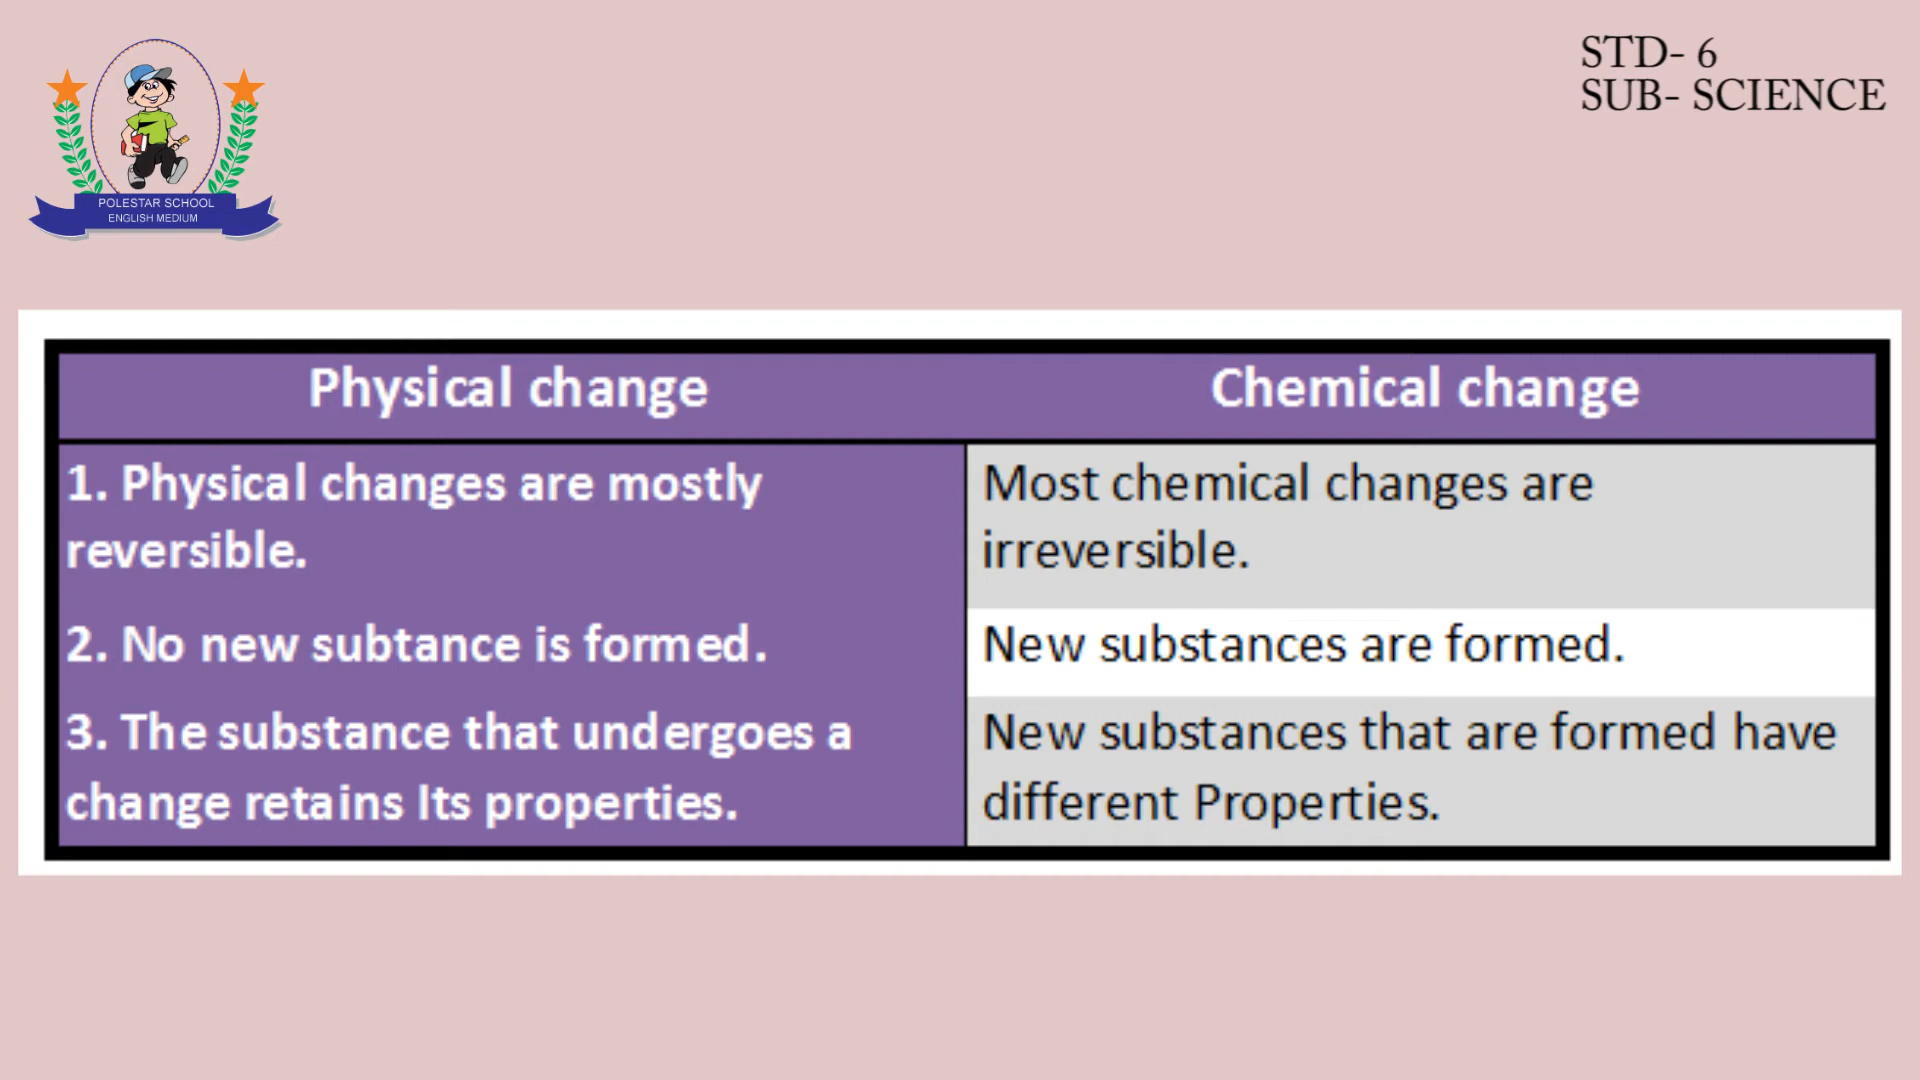 POLESTAR SCHOOL
ENGLISH MEDIUM
STD- 6
SUB- SCIENCE
Physical change
Chemical change
1. Physical changes are mostly
reversible.
Most chemical changes are
irreversible.
2. No new subtance is formed.
New substances are formed.
3. The substance that undergoes a
change retains Its properties.
New substances that are formed have
different Properties.